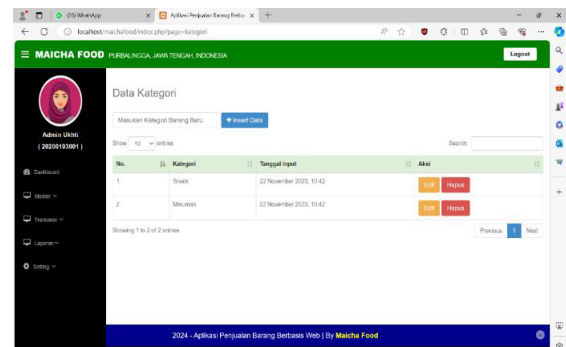 (29) WhatsApp
Aplikasi Penjualan Barang Berba
localhost/maichafood/index.php?page=kategori
MAICHA FOOD PURBALINGGA, JAWA TENGAH, INDONESIA
Logout
Admin Ukhti
( 20200193001 )
Dashboard
Master
Transaksi
Laporan
Setting
Data Kategori
Masukan Kategori Barang Baru
+ Insert Data
Show 10 entries
Search:
No. Kategori Tanggal Input Aksi
1 Snack 22 November 2023, 10:42 Edit Hapus
2 Minuman 22 November 2023, 10:42 Edit Hapus
Showing 1 to 2 of 2 entries
Previous 1 Next
2024 - Aplikasi Penjualan Barang Berbasis Web | By Maicha Food